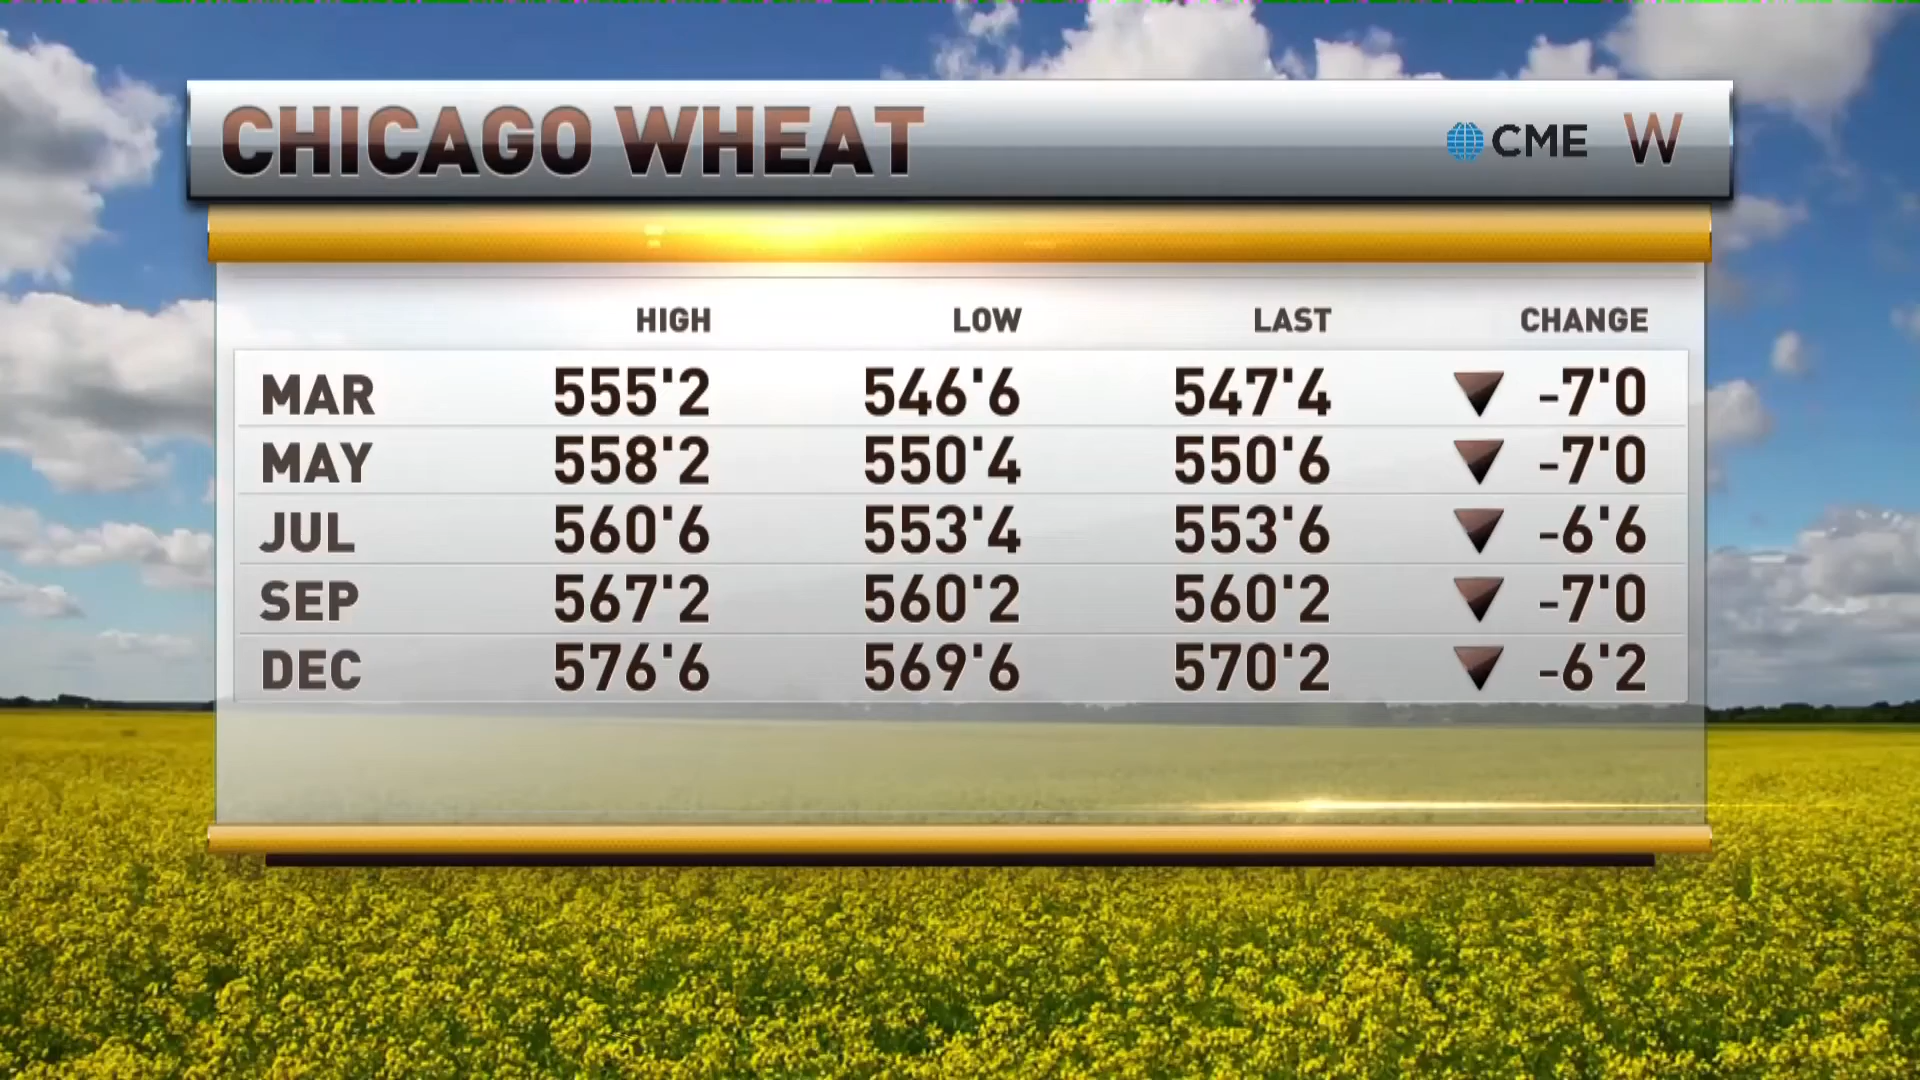 CHICAGO WHEAT CME W
HIGH LOW LAST CHANGE
MAR 555'2 546'6 547'4 -7'0
MAY 558'2 550'4 550'6 -7'0
JUL 560'6 553'4 553'6 -6'6
SEP 567'2 560'2 560'2 -7'0
DEC 576'6 569'6 570'2 -6'2